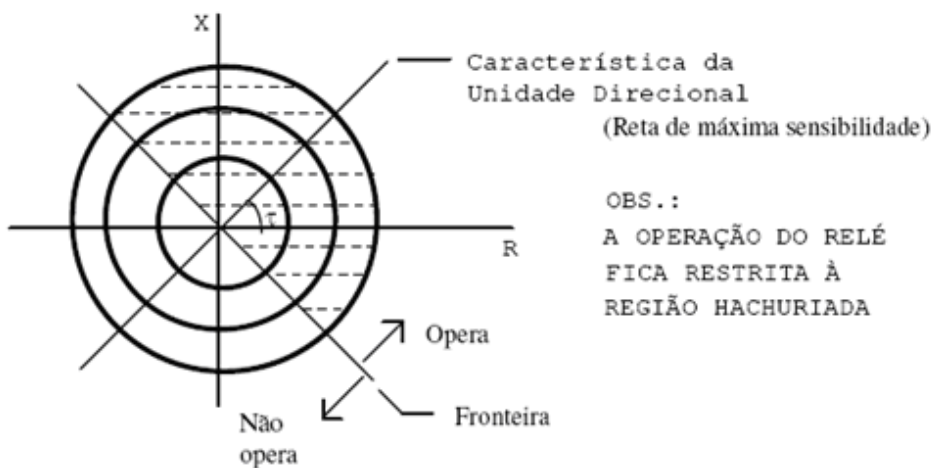 X
Característica da
Unidade Direcional
(Reta de máxima sensibilidade)
τ
R
OBS.:
A OPERAÇÃO DO RELÉ
FICA RESTRITA À
REGIÃO HACHURIADA
Opera
Não
opera
Fronteira